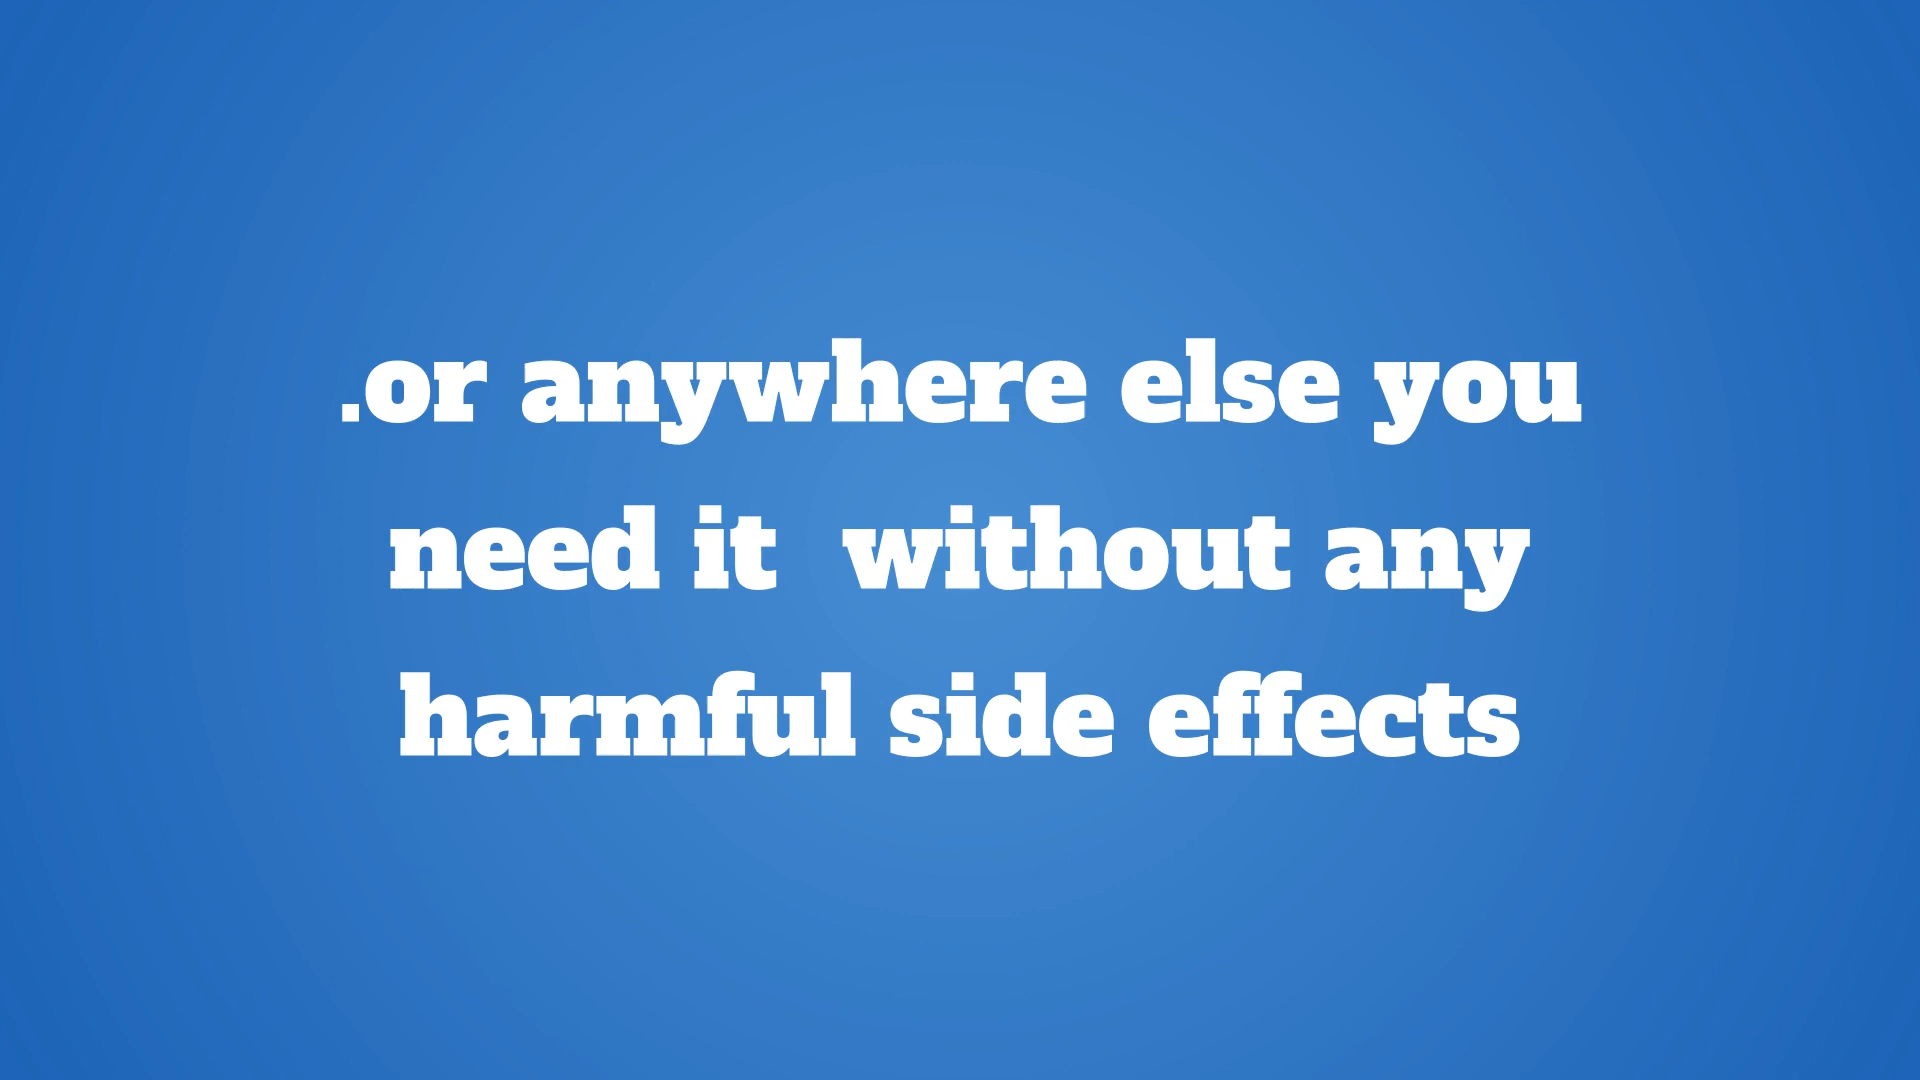 .or anywhere else you
need it  without any
harmful side effects